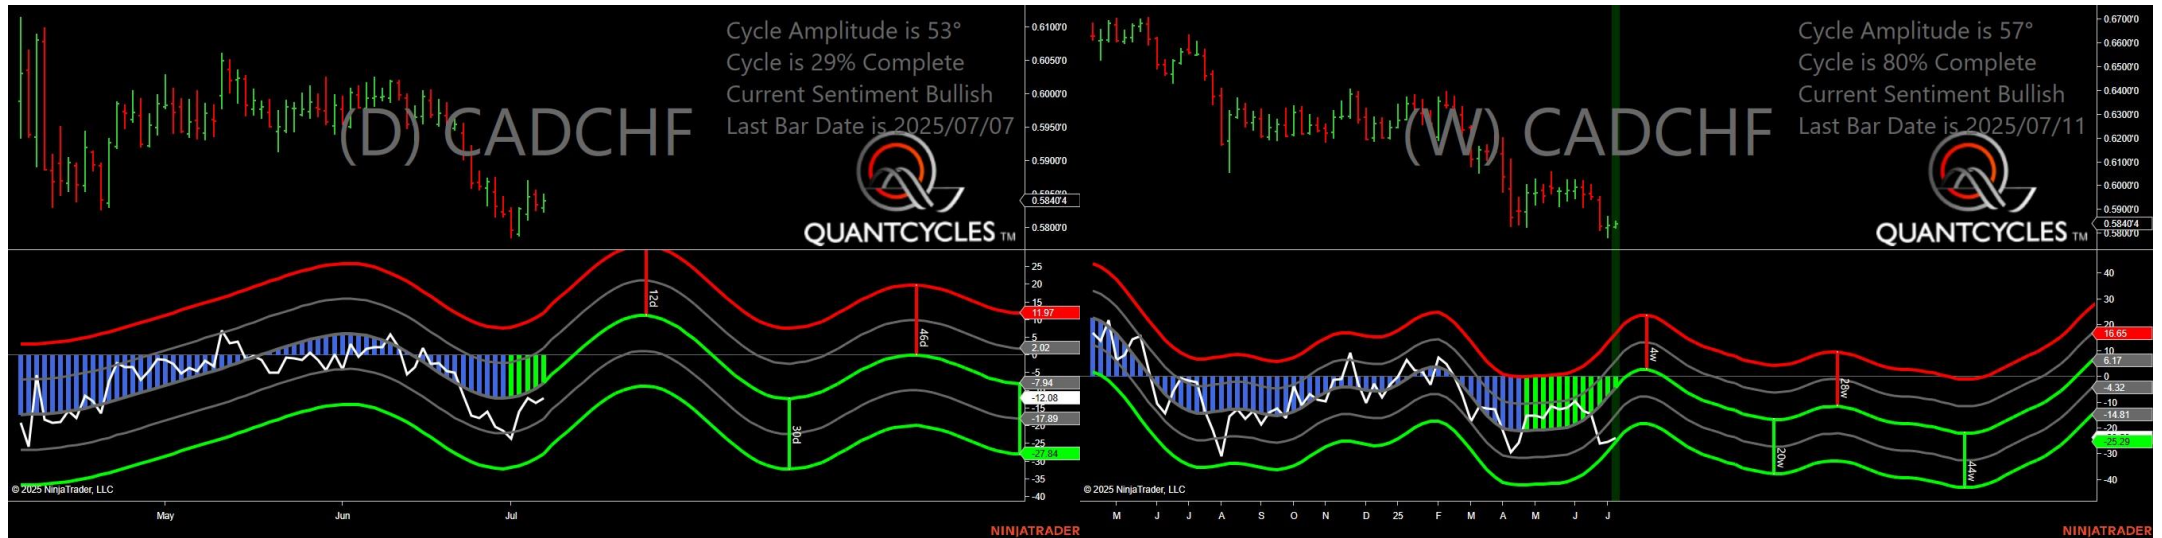 Cycle Amplitude is 53°
Cycle is 29% Complete
Current Sentiment Bullish
Last Bar Date is 2025/07/07
(D) CADCHF
QUANTCYCLES TM
0.6100'0
0.6050'0
0.6000'0
0.5950'0
0.5900'0
0.5840'4
0.5800'0
12d
30d
46d
25
20
15
11.97
10
5
2.02
0
-5
-7.94
-12.08
-15
-17.89
-20
-25
-27.84
-30
-35
-40
© 2025 NinjaTrader, LLC
May
Jun
Jul
NINJATRADER
Cycle Amplitude is 57°
Cycle is 80% Complete
Current Sentiment Bullish
Last Bar Date is 2025/07/11
(W) CADCHF
QUANTCYCLES TM
0.6700'0
0.6600'0
0.6500'0
0.6400'0
0.6300'0
0.6200'0
0.6100'0
0.6000'0
0.5900'0
0.5840'4
0.5800'0
4w
20w
28w
44w
40
30
20
16.65
10
6.17
0
-4.32
-10
-14.81
-20
-25.29
-30
-40
© 2025 NinjaTrader, LLC
M J J A S O N D 25 F M A M J J
NINJATRADER